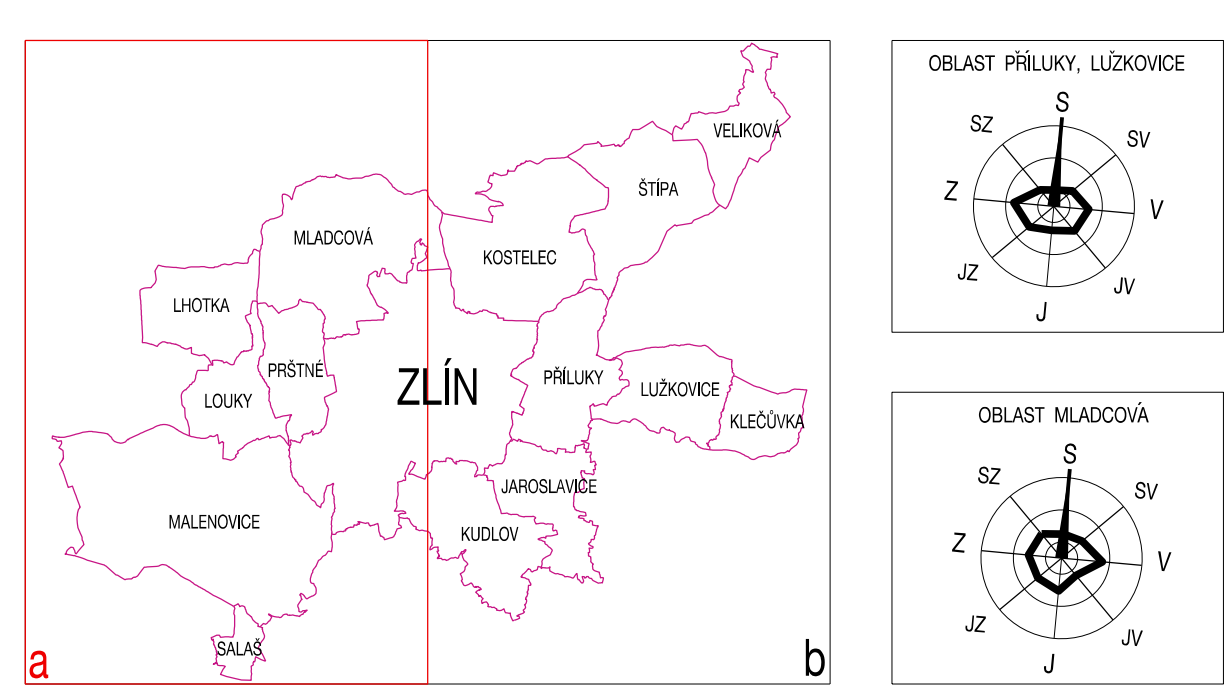 VELIKOVÁ
ŠTÍPA
MLADCOVÁ
KOSTELEC
LHOTKA
PRŠTNÉ
PŘÍLUKY
ZLÍN
LOUKY
LUŽKOVICE
KLEČŮVKA
JAROSLAVICE
MALENOVICE
KUDLOV
SALAŠ
a
b
OBLAST PŘÍLUKY, LUŽKOVICE
S
SZ
SV
Z
V
JZ
JV
J
OBLAST MLADCOVÁ
S
SZ
SV
Z
V
JZ
JV
J